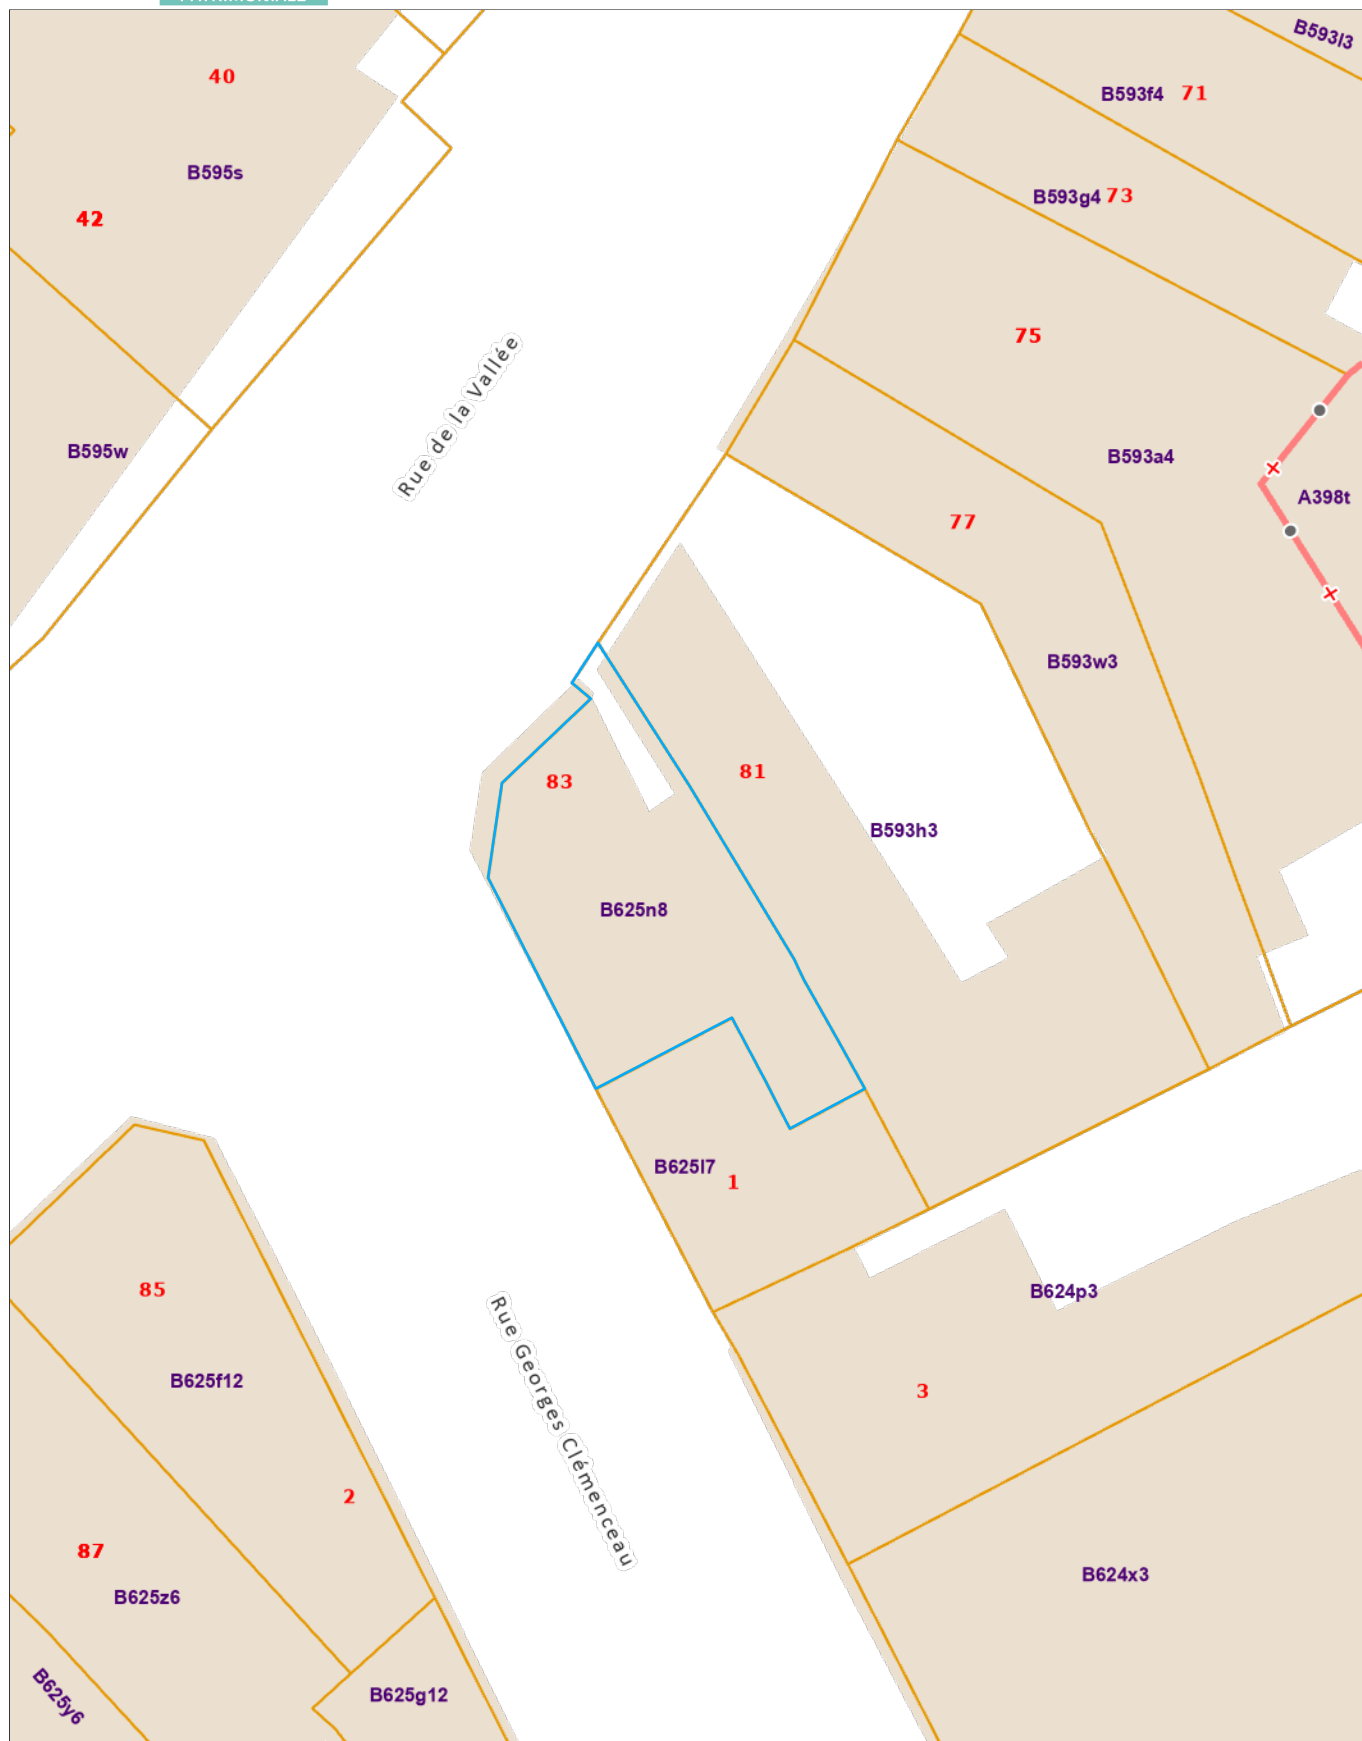 B593l3
40
B593f4 71
B595s
B593g4 73
42
75
Rue de la Vallée
B595w
B593a4
A398t
77
B593w3
83
81
B593h3
B625n8
B625l7
1
85
B624p3
B625f12
Rue Georges Clémenceau
3
2
87
B625z6
B624x3
B625y6
B625g12